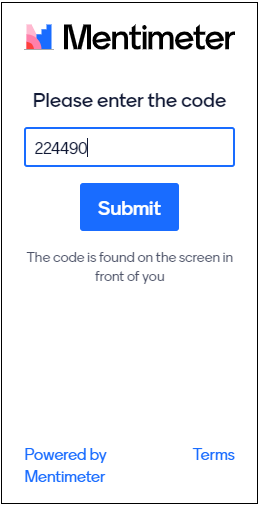 Mentimeter
Please enter the code
224490
Submit
The code is found on the screen in
front of you
Powered by Terms
Mentimeter